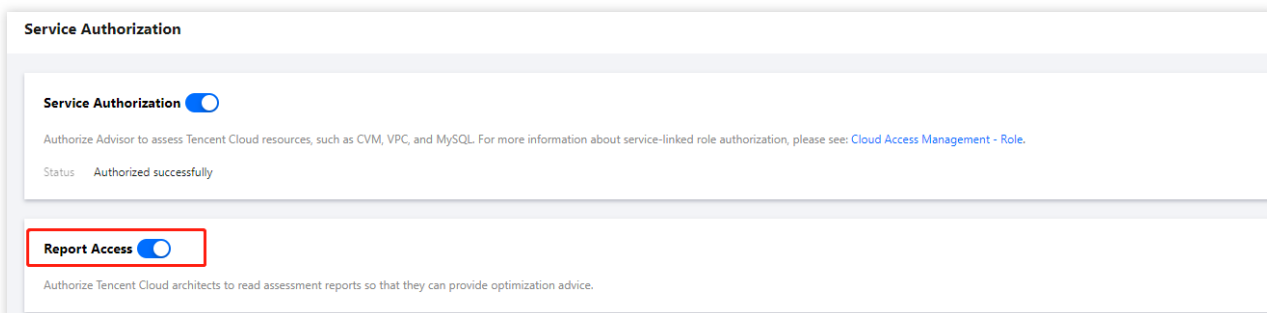 Service Authorization
Service Authorization
Authorize Advisor to assess Tencent Cloud resources, such as CVM, VPC, and MySQL. For more information about service-linked role authorization, please see: Cloud Access Management - Role.
Status Authorized successfully
Report Access
Authorize Tencent Cloud architects to read assessment reports so that they can provide optimization advice.